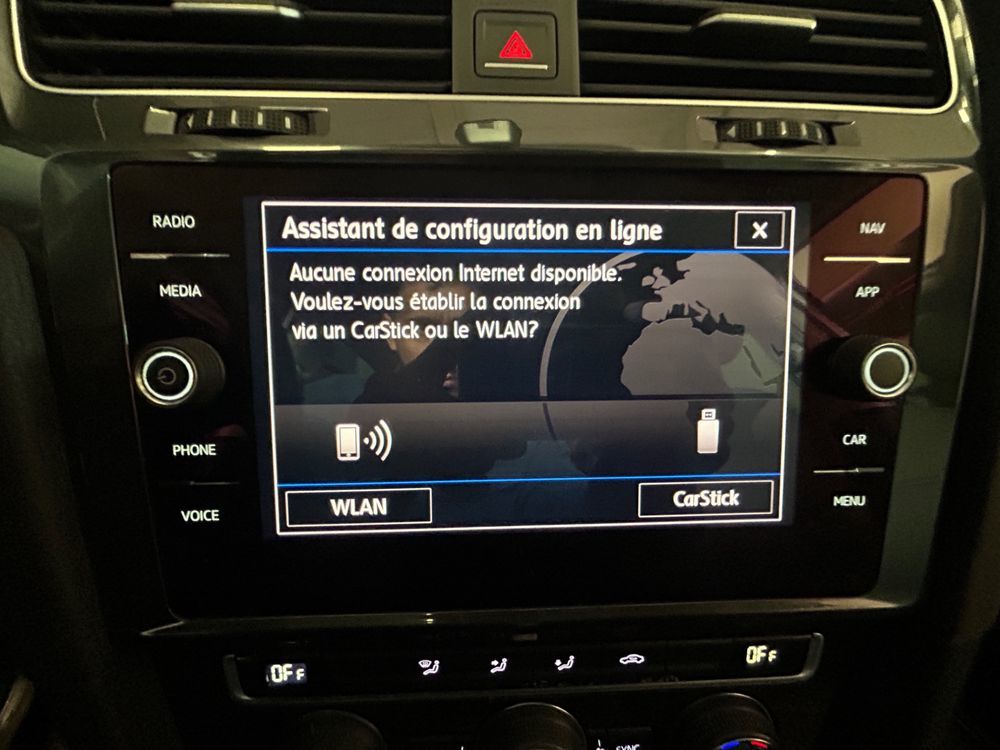 RADIO
MEDIA
PHONE
VOICE
Assistant de configuration en ligne
X
Aucune connexion Internet disponible.
Voulez-vous établir la connexion
via un CarStick ou le WLAN?
WLAN
CarStick
NAV
APP
CAR
MENU
OFF
OFF
SYNC